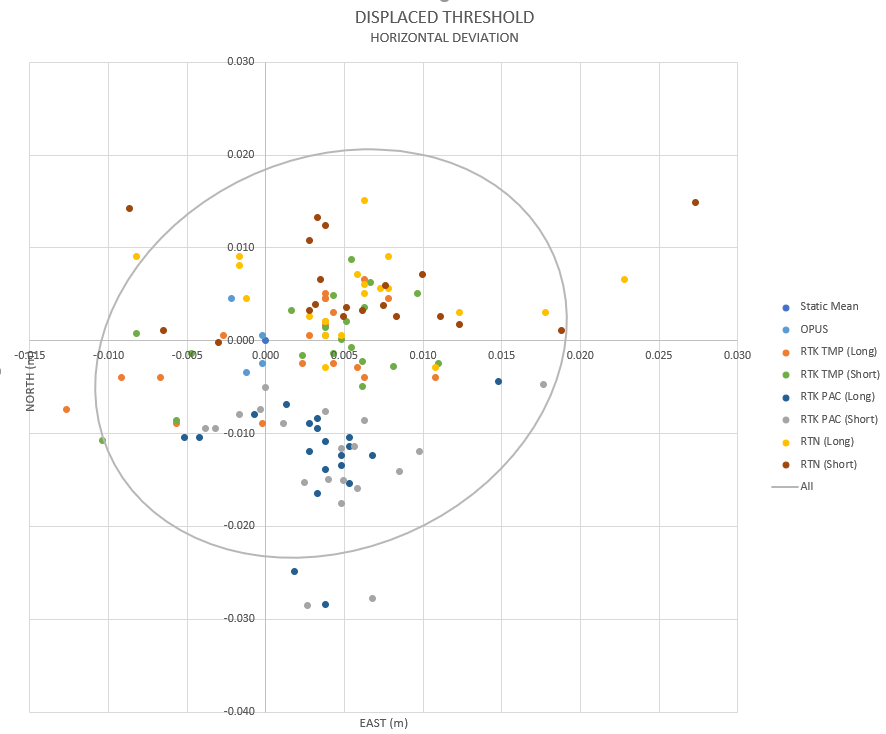 DISPLACED THRESHOLD
HORIZONTAL DEVIATION
0.030
0.020
0.010
0.000
-0.015 -0.010 -0.005 0.000 0.005 0.010 0.015 0.020 0.025 0.030
-0.010
-0.020
-0.030
-0.040
NORTH (m)
EAST (m)
Static Mean
OPUS
RTK TMP (Long)
RTK TMP (Short)
RTK PAC (Long)
RTK PAC (Short)
RTN (Long)
RTN (Short)
All